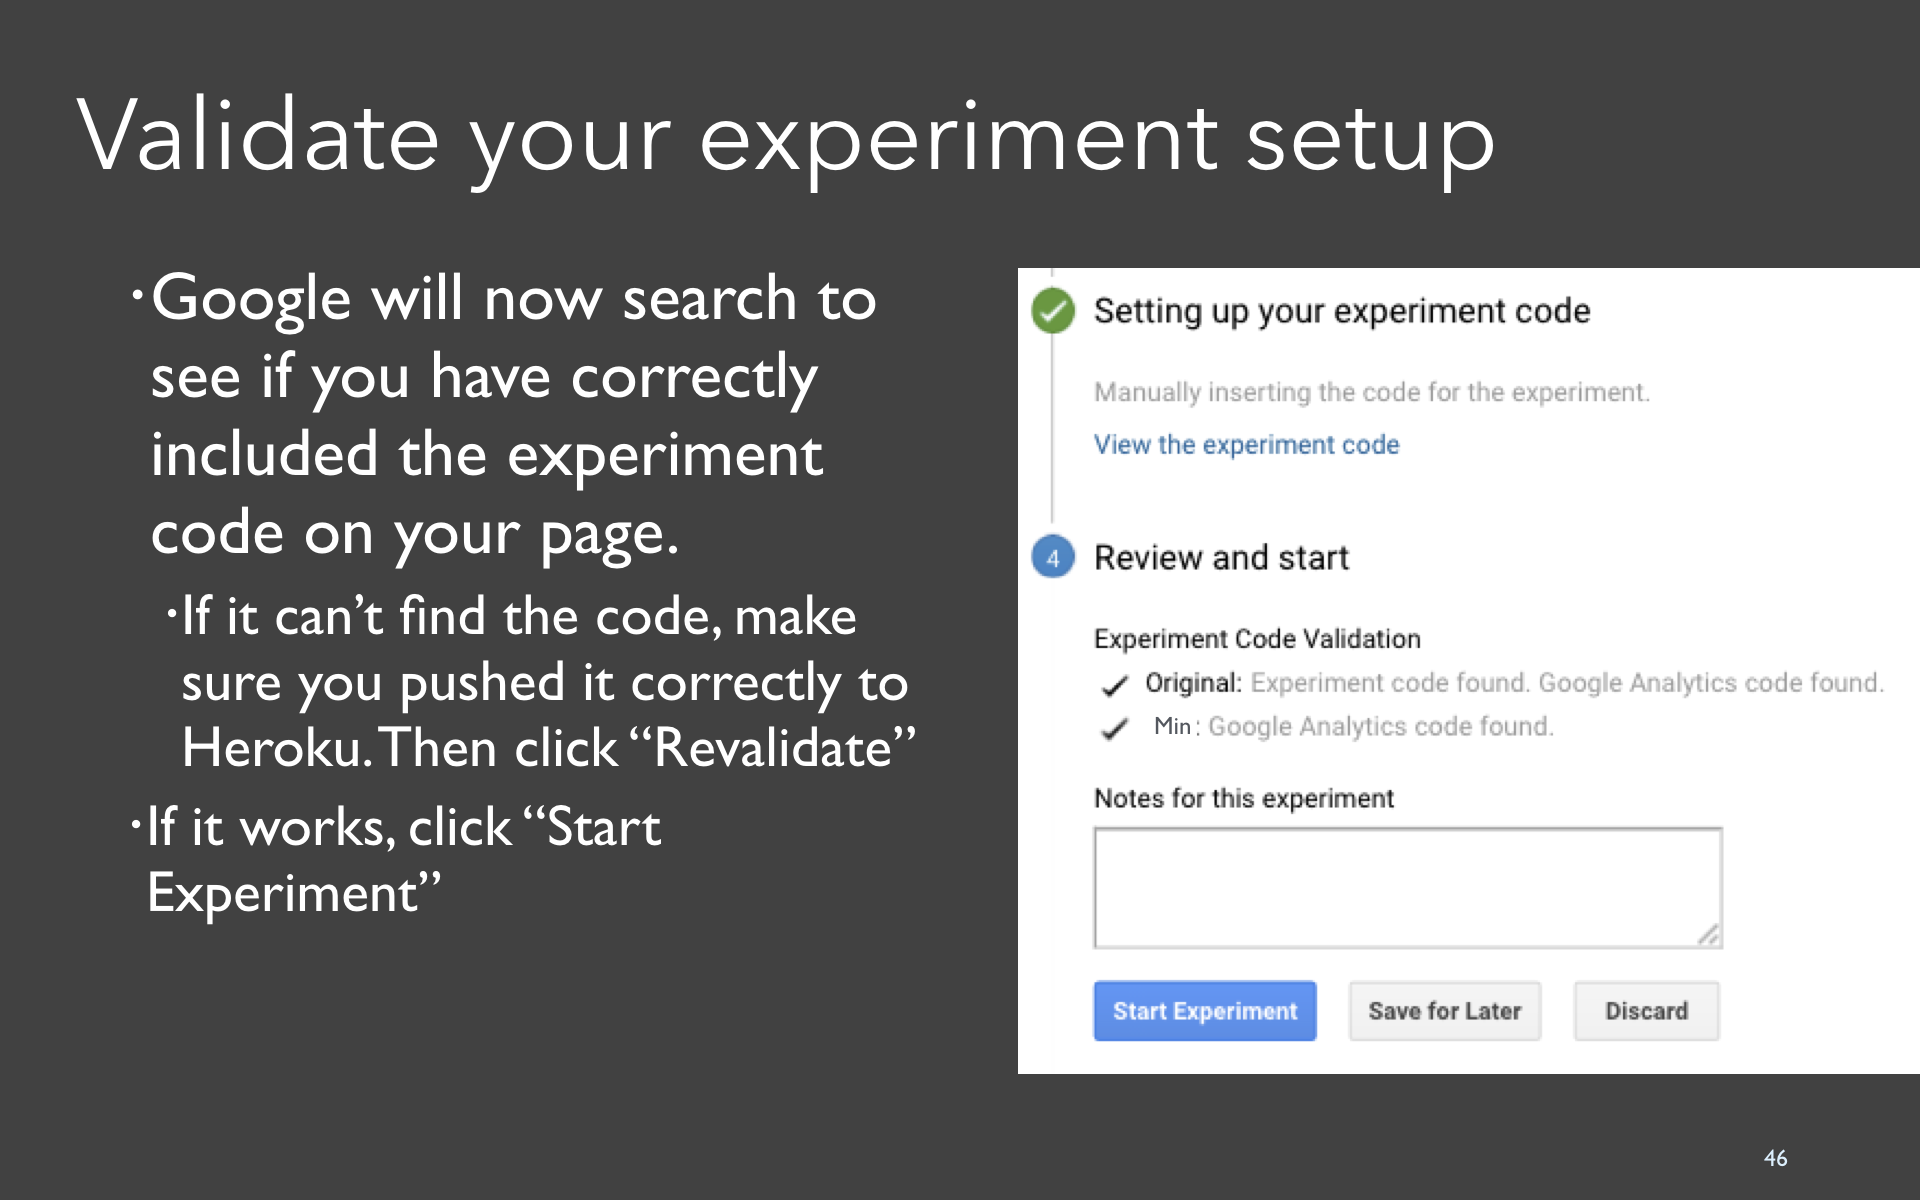 Validate your experiment setup
•Google will now search to
see if you have correctly
included the experiment
code on your page.
•If it can’t find the code, make
sure you pushed it correctly to
Heroku. Then click “Revalidate”
•If it works, click “Start
Experiment”
Setting up your experiment code
Manually inserting the code for the experiment.
View the experiment code
4 Review and start
Experiment Code Validation
Original: Experiment code found. Google Analytics code found.
Min : Google Analytics code found.
Notes for this experiment
Start Experiment Save for Later Discard
46